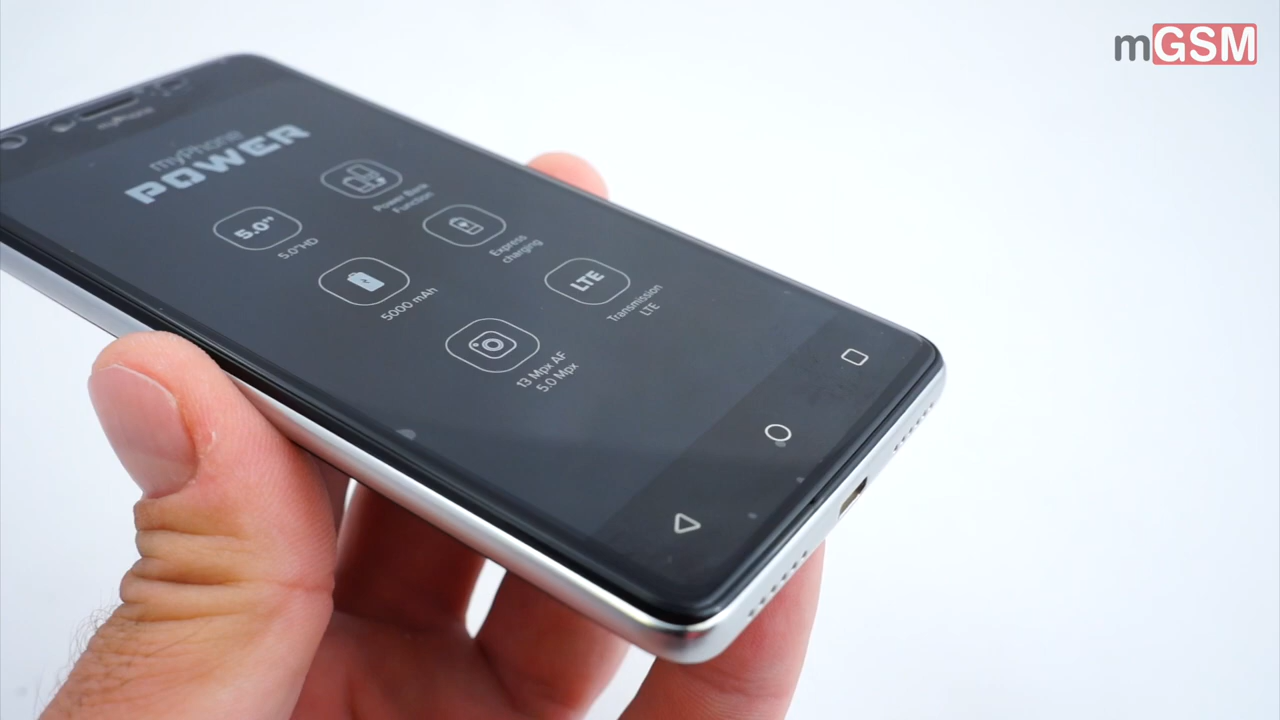 mGSM
myPhone
myPhone
POWER
5.0"
5.0"HD
Power Bank
Function
5000 mAh
Express
charging
13 Mpx AF
5.0 Mpx
LTE
Transmission
LTE